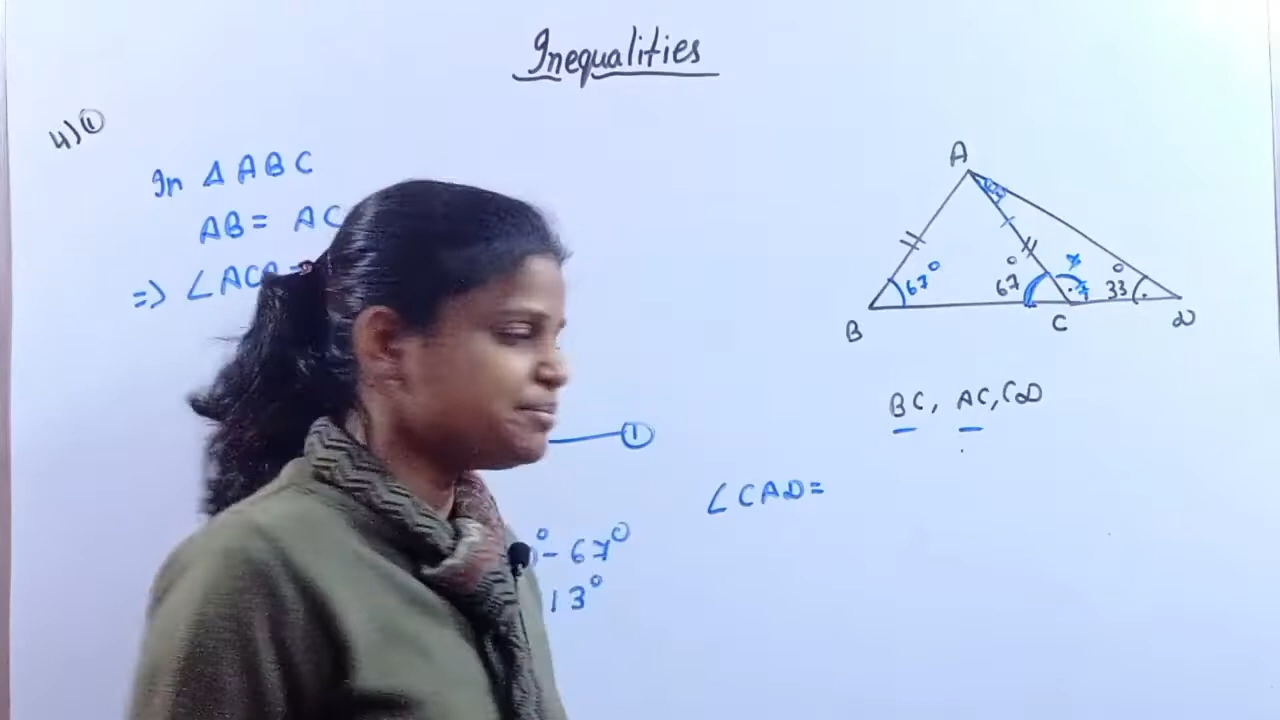 Inequalities
4) ①
In Δ ABC
AB = AC
=> ∠ACB =
①
° - 67°
13°
A
67°
67°
33°
B
C
D
BC, AC, CD
∠CAD =